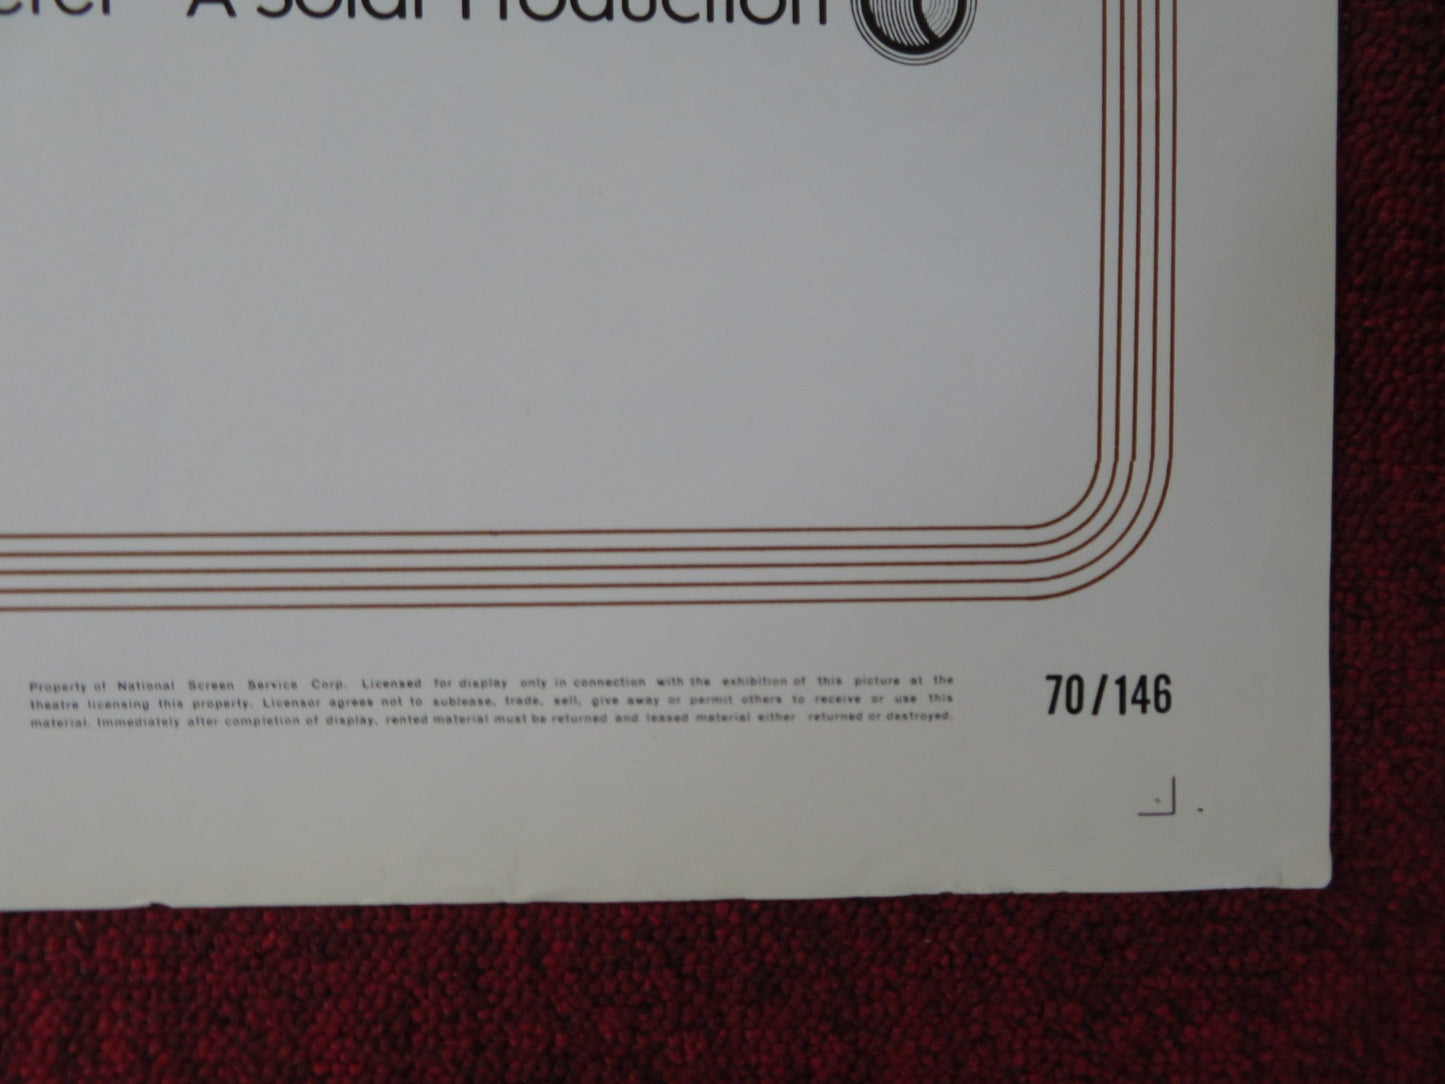 A Solar Production
Property of National Screen Service Corp. Licensed for display only in connection with the exhibition of this picture at the
theatre licensing this property. Licensor agrees not to sublease, trade, sell, give away or permit others to receive or use this
material. Immediately after completion of display, rented material must be returned and leased material either returned or destroyed.
70/146